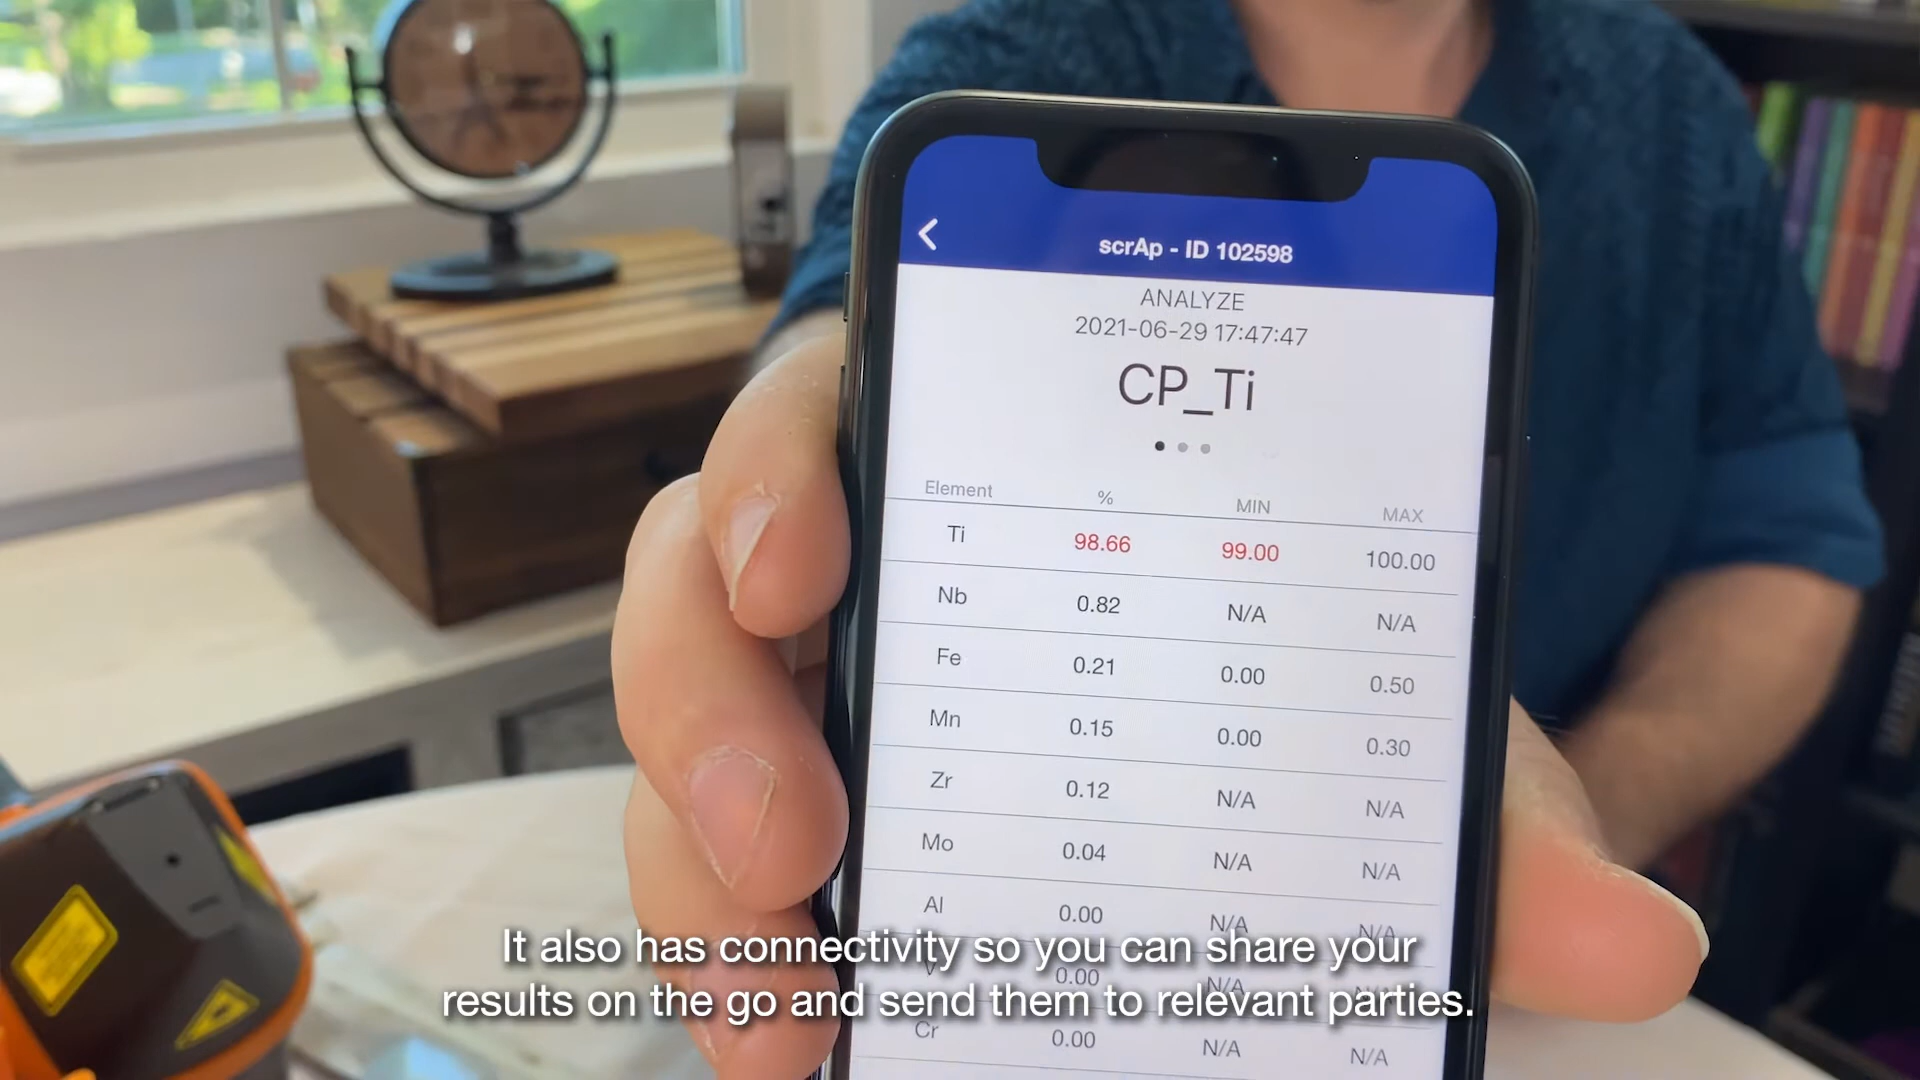 scrAp - ID 102598
ANALYZE
2021-06-29 17:47:47
CP_Ti
Element % MIN MAX
Ti 98.66 99.00 100.00
Nb 0.82 N/A N/A
Fe 0.21 0.00 0.50
Mn 0.15 0.00 0.30
Zr 0.12 N/A N/A
Mo 0.04 N/A N/A
Al 0.00 N/A N/A
V 0.00 N/A N/A
Cr 0.00 N/A N/A
It also has connectivity so you can share your
results on the go and send them to relevant parties.